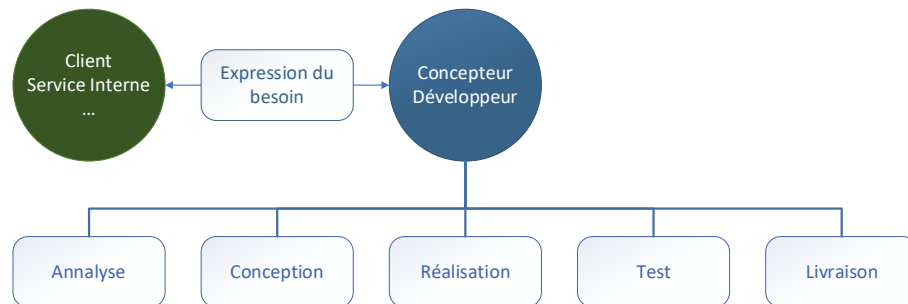 Client
Service Interne
...
Expression du
besoin
Concepteur
Développeur
Annalyse
Conception
Réalisation
Test
Livraison